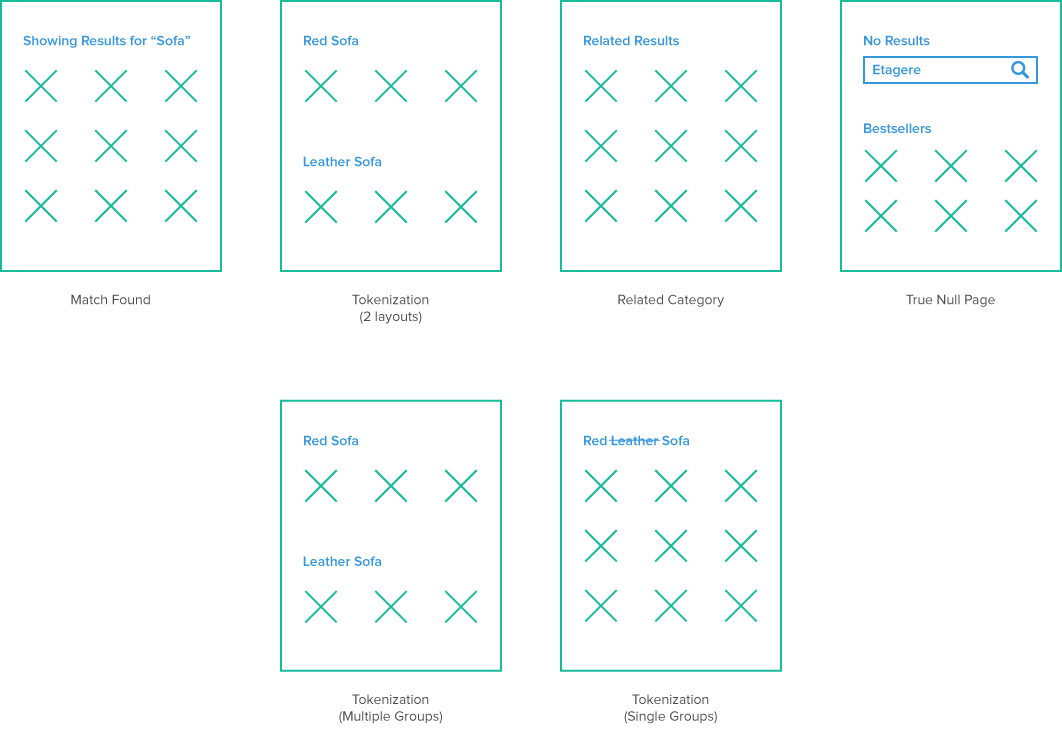 Showing Results for “Sofa”
Match Found
Red Sofa
Leather Sofa
Tokenization
(2 layouts)
Related Results
Related Category
No Results
Etagere
Bestsellers
True Null Page
Red Sofa
Leather Sofa
Tokenization
(Multiple Groups)
Red Leather Sofa
Tokenization
(Single Groups)